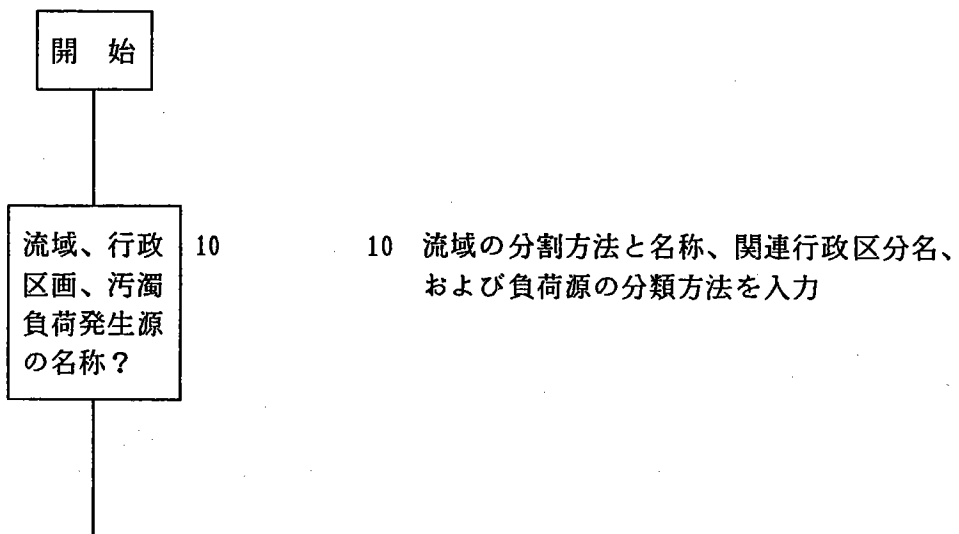 開　始
流域、行政
区画、汚濁
負荷発生源
の名称？
10
10　流域の分割方法と名称、関連行政区分名、
および負荷源の分類方法を入力